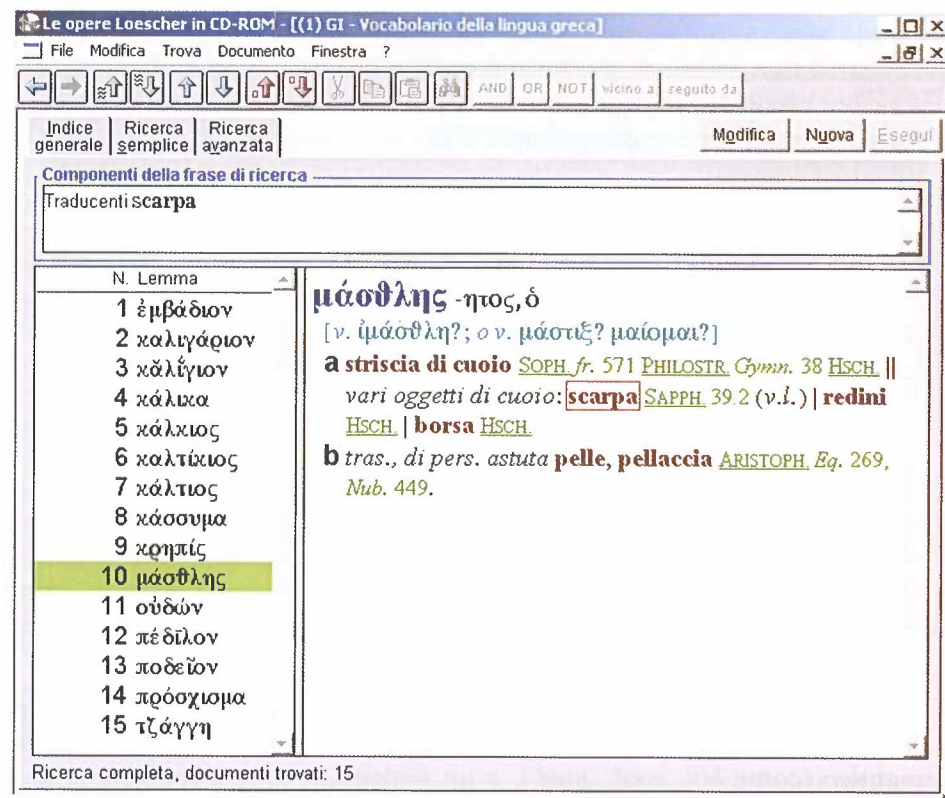 Le opere Loescher in CD-ROM - [(1) GI - Vocabolario della lingua greca]
File Modifica Trova Documento Finestra ?
AND OR NOT vicino a seguito da
Indice generale Ricerca semplice Ricerca avanzata Modifica Nuova Esegui
Componenti della frase di ricerca
Traducenti scarpa
N. Lemma
1 ἐμβάδιον
2 καλιγάριον
3 κᾰλί̄γιον
4 κάλικα
5 κάλκιος
6 καλτίκιος
7 κάλτιος
8 κάσσυμα
9 κρηπίς
10 μάσθλης
11 οὐδών
12 πέδῑλον
13 ποδεῖον
14 πρόσχισμα
15 τζάγγη
μάσθλης -ητος, ὁ
[v. ἱμάσθλη?; o v. μάστιξ? μαίομαι?]
a striscia di cuoio SOPH. fr. 571 PHILOSTR. Gymn. 38 HSCH. ||
vari oggetti di cuoio: scarpa SAPPH. 39.2 (v.l.) | redini
HSCH. | borsa HSCH.
b tras., di pers. astuta pelle, pellaccia ARISTOPH. Eq. 269,
Nub. 449.
Ricerca completa, documenti trovati: 15